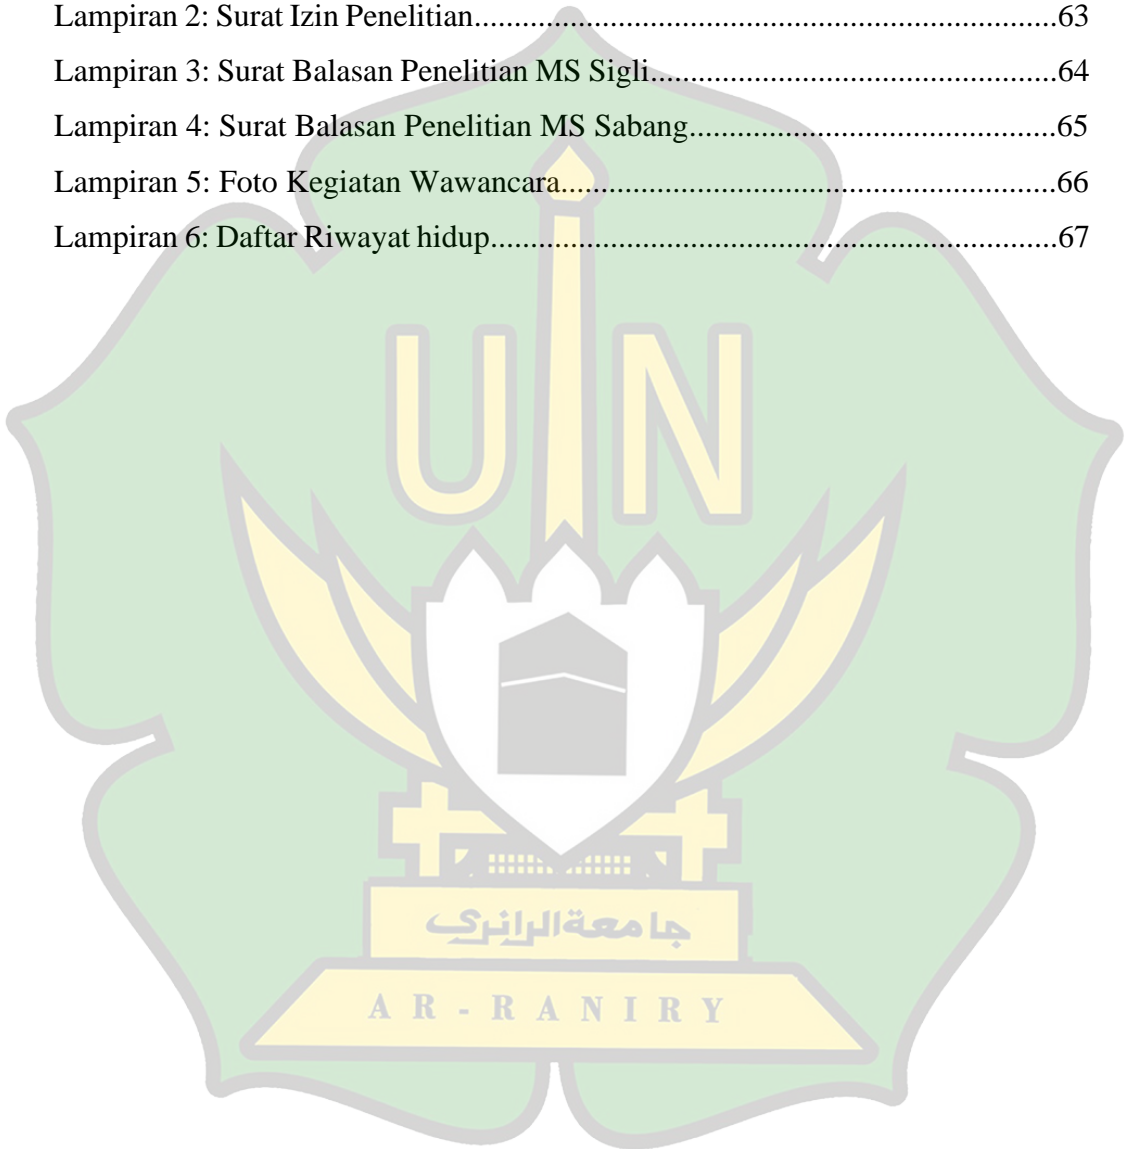 Lampiran 2: Surat Izin Penelitian..................................................................63
Lampiran 3: Surat Balasan Penelitian MS Sigli..............................................64
Lampiran 4: Surat Balasan Penelitian MS Sabang.........................................65
Lampiran 5: Foto Kegiatan Wawancara........................................................66
Lampiran 6: Daftar Riwayat hidup................................................................67
UIN
جامعة الرانري
AR-RANIRY